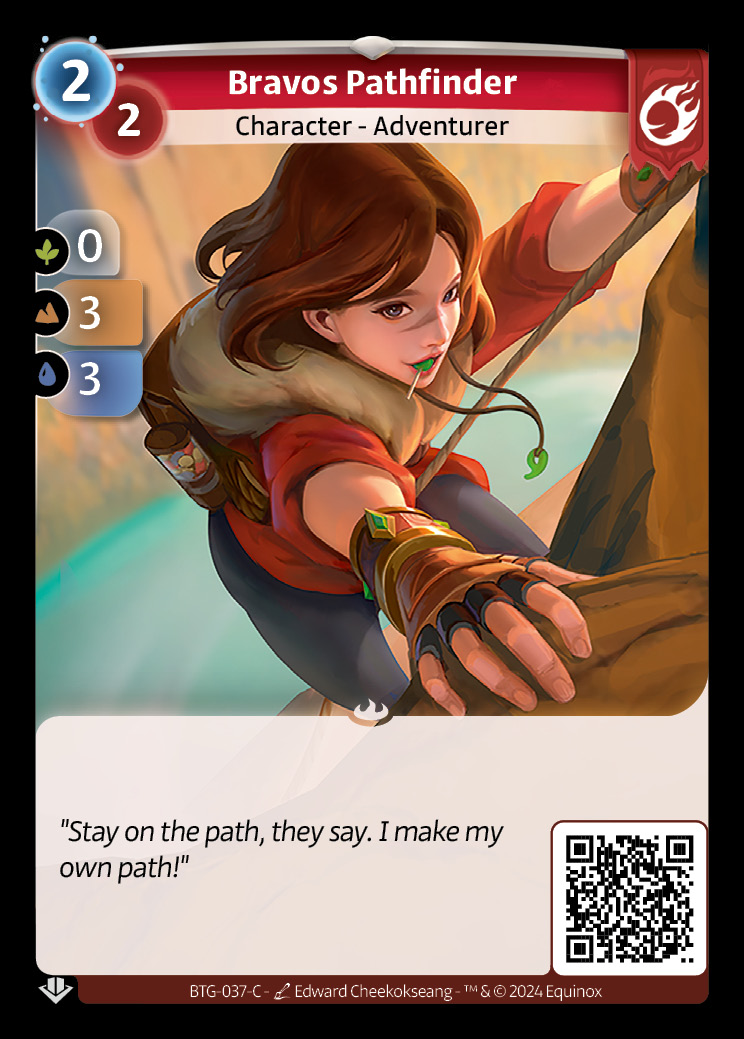 2
Bravos Pathfinder
2
Character - Adventurer
0
3
3
"Stay on the path, they say. I make my
own path!"
BTG-037-C - Edward Cheekokseang - ™ & © 2024 Equinox